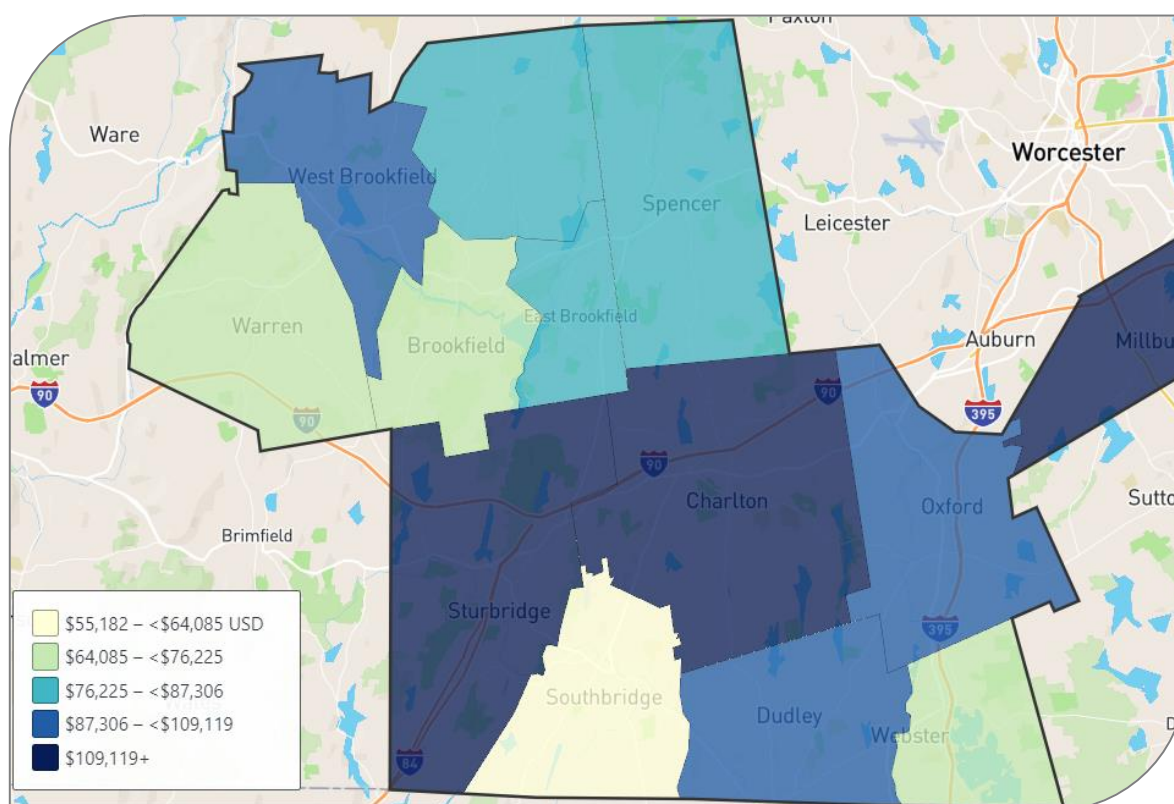 Paxton
Ware
Worcester
West Brookfield
Spencer
Leicester
East Brookfield
Warren
Brookfield
Auburn
Millbu
Palmer
90
90
90
395
90
Charlton
Oxford
Sutto
Brimfield
Sturbridge
395
Southbridge
Dudley
Webster
D
84
$55,182 – <$64,085 USD
$64,085 – <$76,225
$76,225 – <$87,306
$87,306 – <$109,119
$109,119+